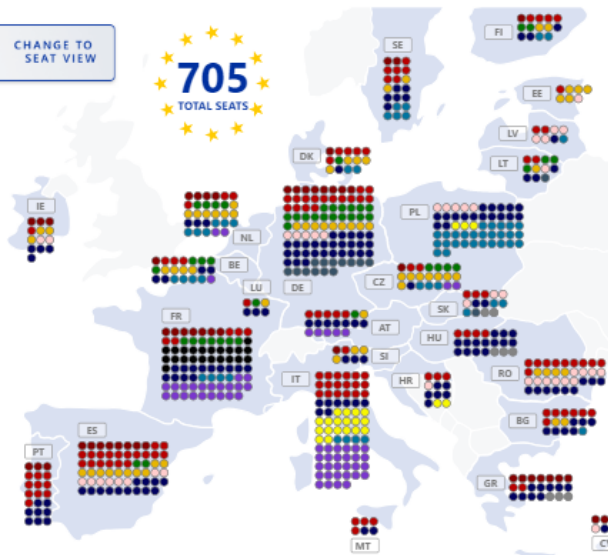 CHANGE TO
SEAT VIEW
705
TOTAL SEATS
SE
FI
EE
LV
LT
DK
IE
NL
PL
BE
LU
DE
CZ
SK
FR
AT
HU
SI
IT
HR
RO
BG
ES
PT
GR
MT